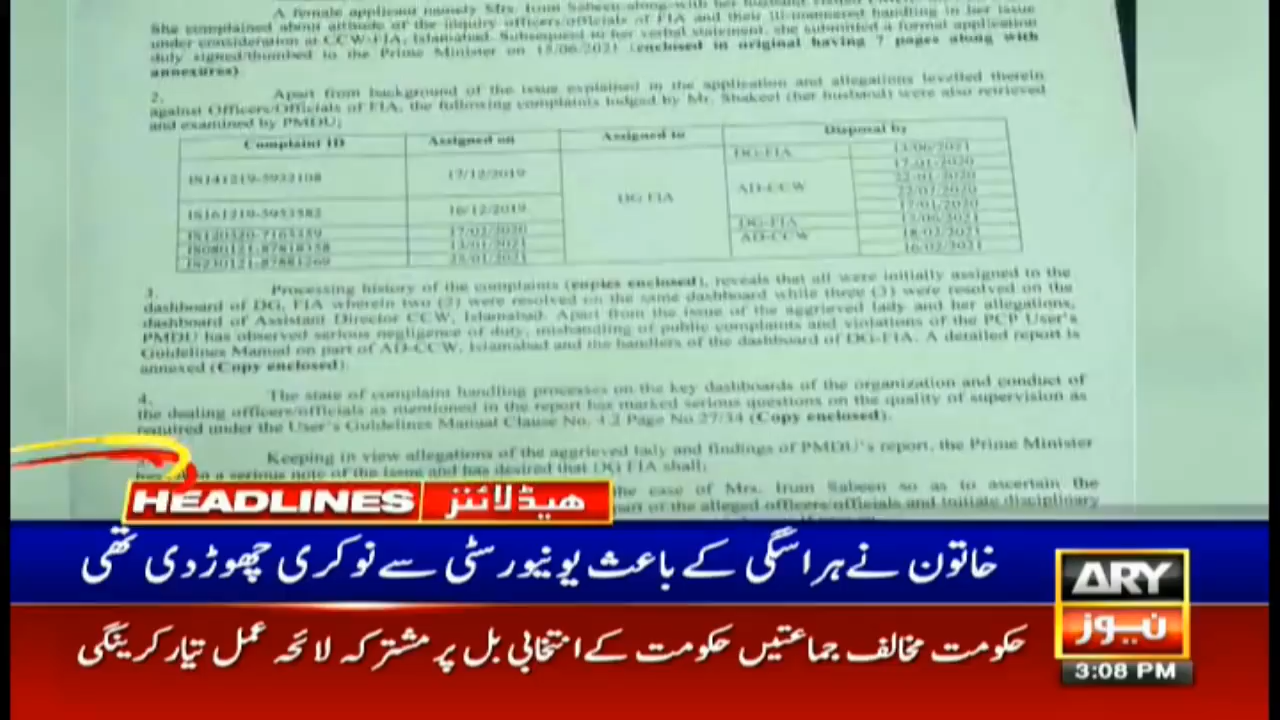 A female applicant namely Mrs. Irum Sabeen along with her husband
She complained about attitude of the inquiry officers/officials of FIA and their ill-mannered handling in her issue
under consideration at CCW-FIA, Islamabad. Subsequent to her verbal statement, she submitted a formal application
duly signed/thumbed to the Prime Minister on 15/06/2021 (enclosed in original having 7 pages along with
annexures)
2. Apart from background of the issue explained in the application and allegations levelled therein
against Officers/Officials of FIA, the following complaints lodged by Mr. Shakeel (her husband) were also retrieved
and examined by PMDU;
Complaint ID Assigned on Assigned to Disposal by
17/12/2019 DG-FIA
AD-CCW
16/12/2019 DG FIA
DG-FIA
AD-CCW
3. Processing history of the complaints (copies enclosed), reveals that all were initially assigned to the
dashboard of DG, FIA wherein two (2) were resolved on the same dashboard while three (3) were resolved on the
dashboard of Assistant Director CCW, Islamabad. Apart from the issue of the aggrieved lady and her allegations,
PMDU has observed serious negligence of duty, mishandling of public complaints and violations of the PCP User's
Guidelines Manual on part of AD-CCW, Islamabad and the handlers of the dashboard of DG-FIA. A detailed report is
annexed (Copy enclosed).
4. The state of complaint handling processes on the key dashboards of the organization and conduct of
the dealing officers/officials as mentioned in the report has marked serious questions on the quality of supervision as
required under the User's Guidelines Manual Clause No. 4.2 Page No 27/34 (Copy enclosed).
Keeping in view allegations of the aggrieved lady and findings of PMDU's report, the Prime Minister
a serious note of the issue and has desired that DG FIA shall;
the case of Mrs. Irum Sabeen so as to ascertain the
part of the alleged officers/officials and initiate disciplinary
HEADLINES ہیڈلائنز
خاتون نے ہراسگی کے باعث یونیورسٹی سے نوکری چھوڑدی تھی
حکومت مخالف جماعتیں حکومت کے انتخابی بل پر مشترکہ لائحہ عمل تیار کرینگی
ARY
نیوز
3:08 PM